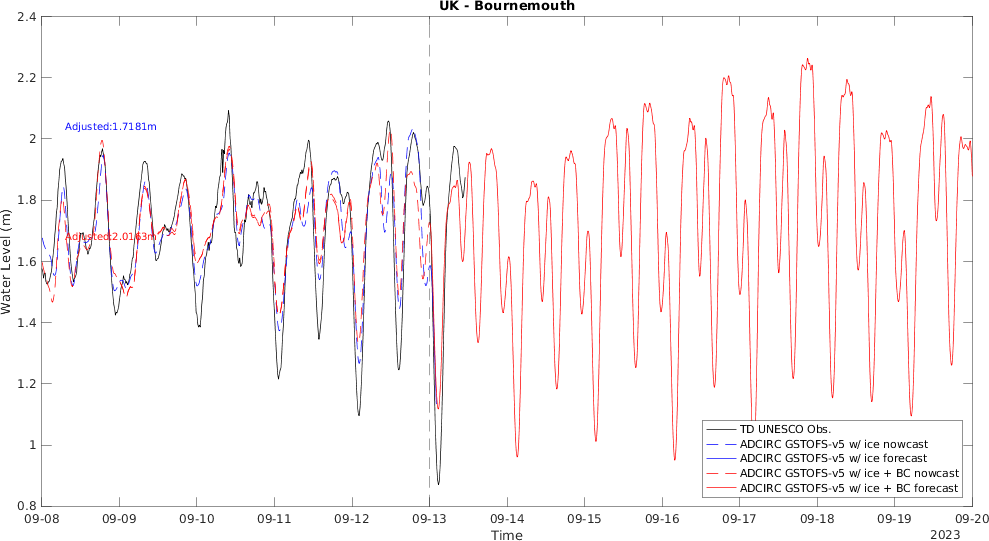 UK - Bournemouth
2.4
2.2
2
1.8
1.6
1.4
1.2
1
0.8
Water Level (m)
Adjusted:1.7181m
Adjusted:2.0163m
TD UNESCO Obs.
ADCIRC GSTOFS-v5 w/ ice nowcast
ADCIRC GSTOFS-v5 w/ ice forecast
ADCIRC GSTOFS-v5 w/ ice + BC nowcast
ADCIRC GSTOFS-v5 w/ ice + BC forecast
09-08 09-09 09-10 09-11 09-12 09-13 09-14 09-15 09-16 09-17 09-18 09-19 09-20
Time
2023